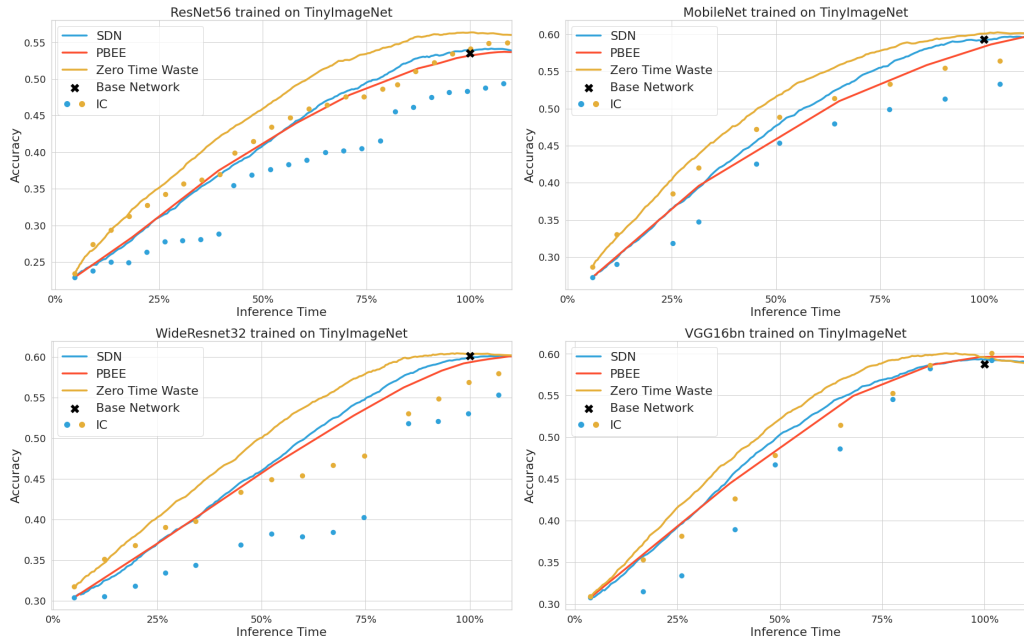 ResNet56 trained on TinyImageNet
SDN
PBEE
Zero Time Waste
Base Network
IC
Accuracy
0.55
0.50
0.45
0.40
0.35
0.30
0.25
0% 25% 50% 75% 100%
Inference Time
MobileNet trained on TinyImageNet
SDN
PBEE
Zero Time Waste
Base Network
IC
Accuracy
0.60
0.55
0.50
0.45
0.40
0.35
0.30
0% 25% 50% 75% 100%
Inference Time
WideResnet32 trained on TinyImageNet
SDN
PBEE
Zero Time Waste
Base Network
IC
Accuracy
0.60
0.55
0.50
0.45
0.40
0.35
0.30
0% 25% 50% 75% 100%
Inference Time
VGG16bn trained on TinyImageNet
SDN
PBEE
Zero Time Waste
Base Network
IC
Accuracy
0.60
0.55
0.50
0.45
0.40
0.35
0.30
0% 25% 50% 75% 100%
Inference Time